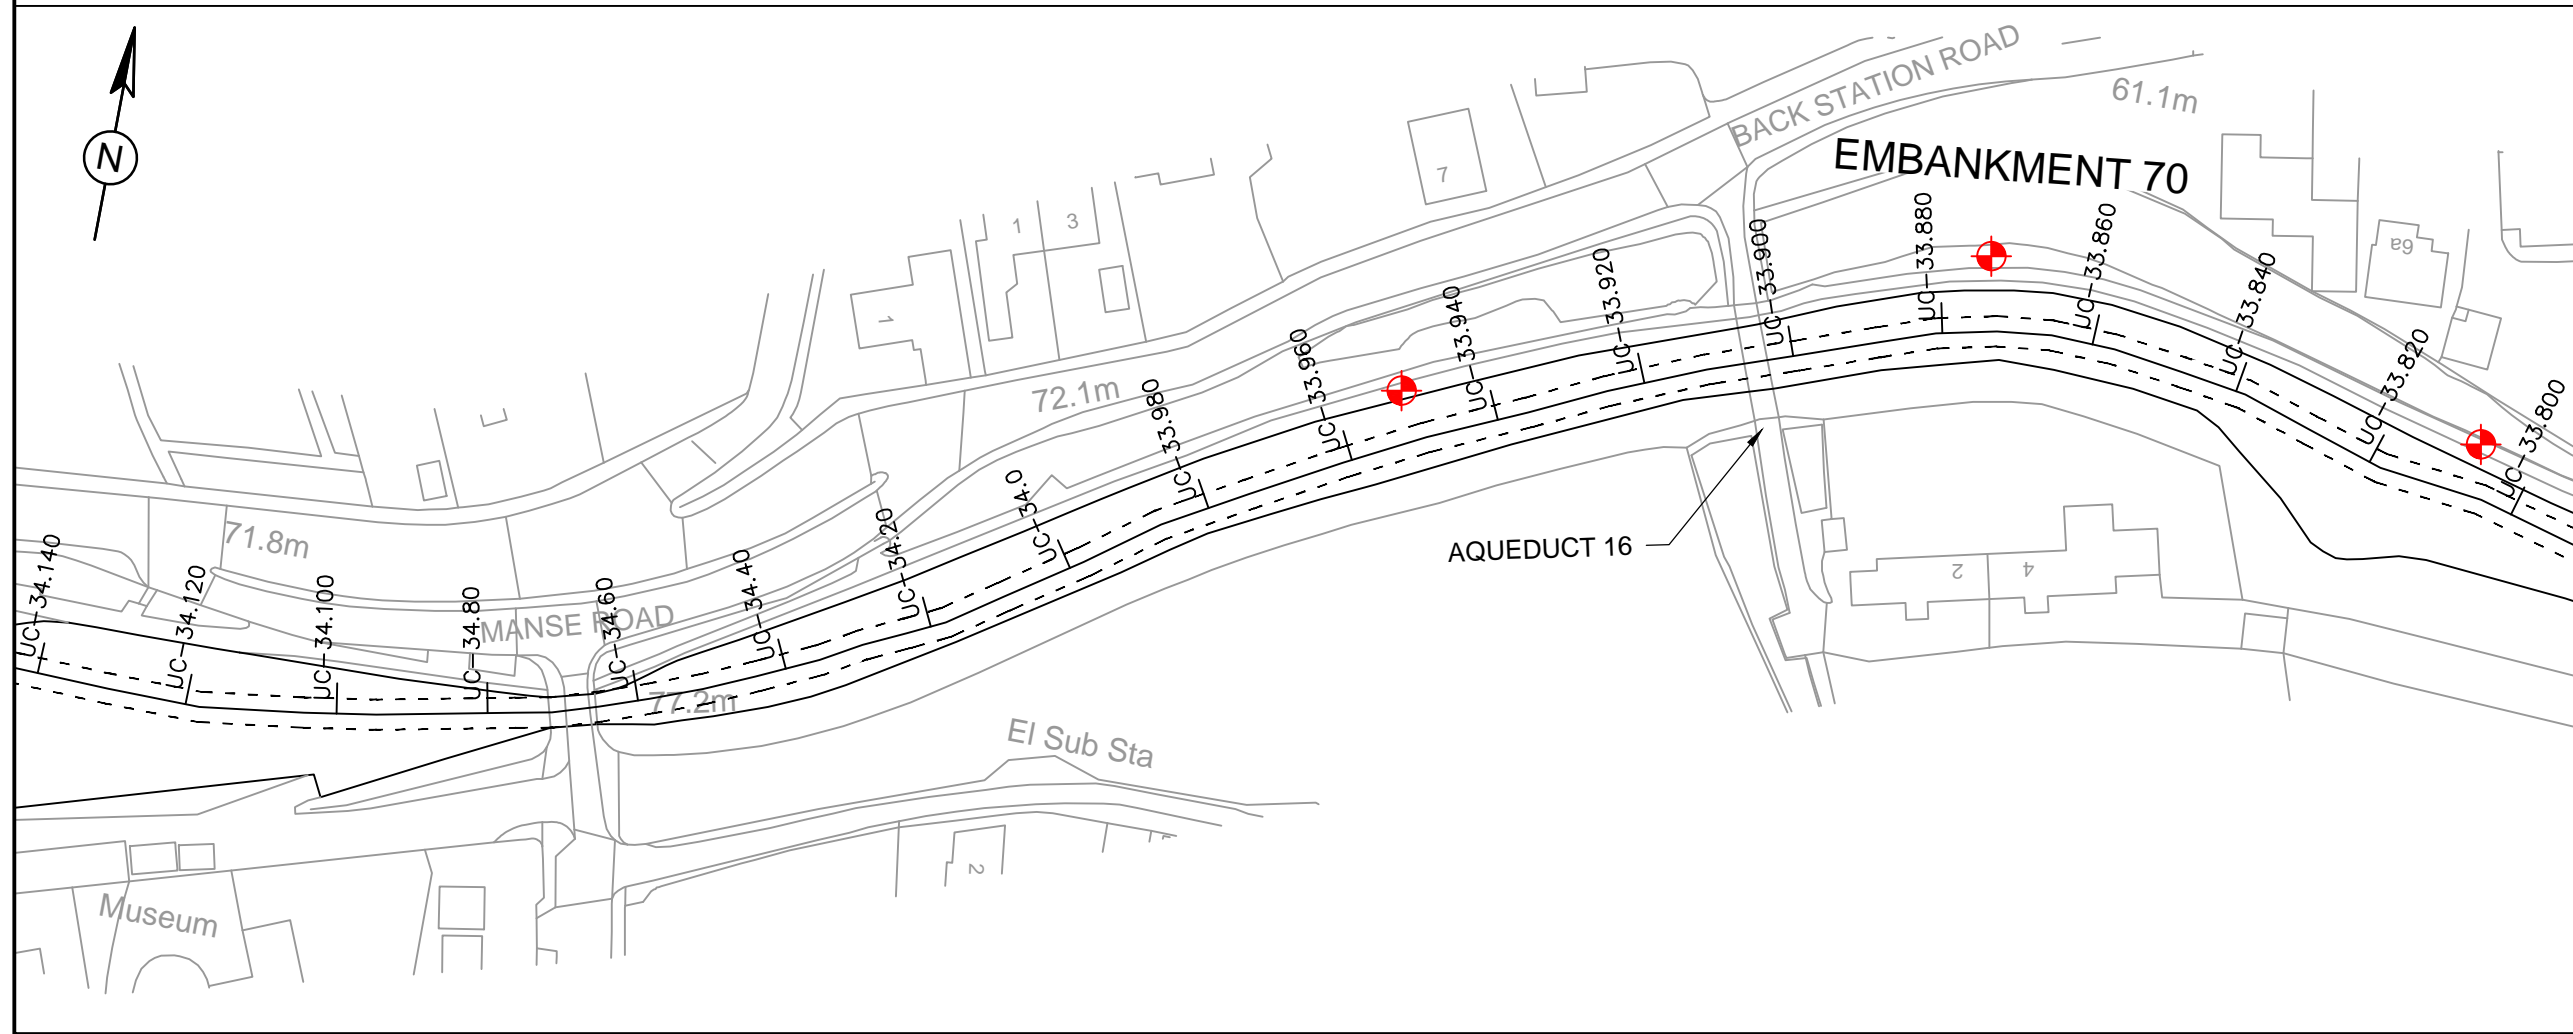 N
BACK STATION ROAD
61.1m
EMBANKMENT 70
7
1
3
1
6a
72.1m
71.8m
MANSE ROAD
77.2m
UC-34.140
UC-34.120
UC-34.100
UC-34.80
UC-34.60
UC-34.40
UC-34.20
UC-34.0
UC-33.980
UC-33.960
UC-33.940
UC-33.920
UC-33.900
UC-33.880
UC-33.860
UC-33.840
UC-33.820
UC-33.800
AQUEDUCT 16
2
4
El Sub Sta
2
Museum